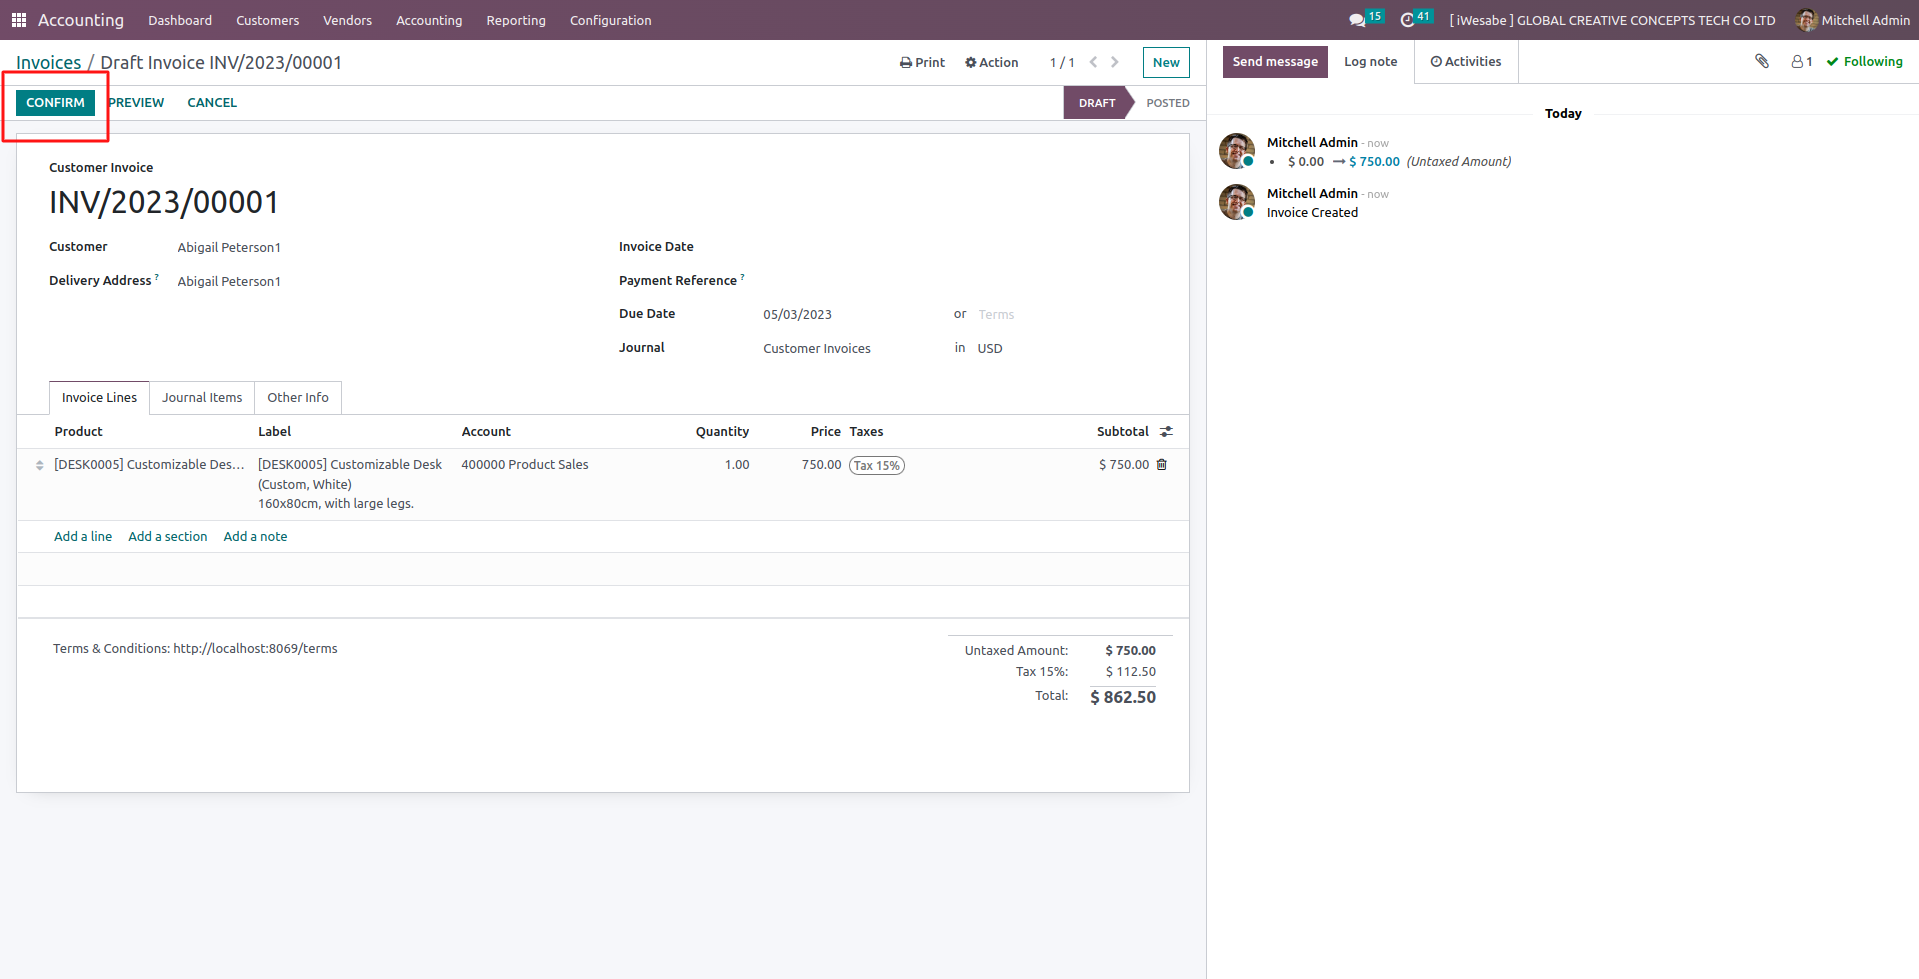 Accounting Dashboard Customers Vendors Accounting Reporting Configuration 15 41 [ iWesabe ] GLOBAL CREATIVE CONCEPTS TECH CO LTD Mitchell Admin
Invoices / Draft Invoice INV/2023/00001 Print Action 1 / 1 New
CONFIRM PREVIEW CANCEL DRAFT POSTED
Customer Invoice
INV/2023/00001
Customer Abigail Peterson1 Invoice Date
Delivery Address ? Abigail Peterson1 Payment Reference ?
Due Date 05/03/2023 or Terms
Journal Customer Invoices in USD
Invoice Lines Journal Items Other Info
Product Label Account Quantity Price Taxes Subtotal
[DESK0005] Customizable Des... [DESK0005] Customizable Desk 400000 Product Sales 1.00 750.00 Tax 15% $ 750.00
(Custom, White)
160x80cm, with large legs.
Add a line Add a section Add a note
Terms & Conditions: http://localhost:8069/terms
Untaxed Amount: $ 750.00
Tax 15%: $ 112.50
Total: $ 862.50
Send message Log note Activities 1 Following
Today
Mitchell Admin - now
• $ 0.00 → $ 750.00 (Untaxed Amount)
Mitchell Admin - now
Invoice Created